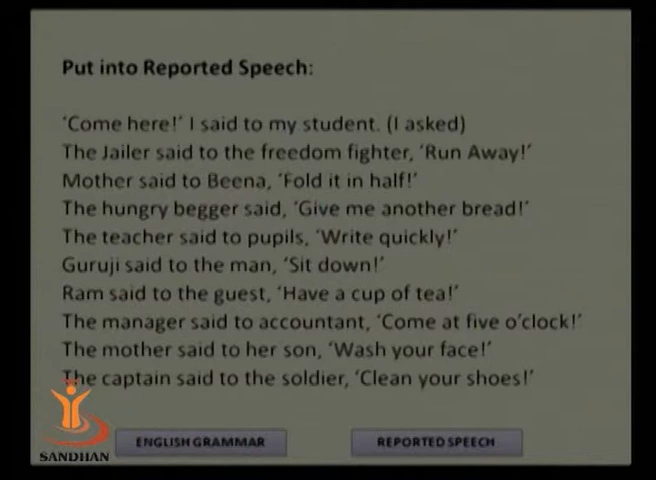 Put into Reported Speech:
‘Come here!’ I said to my student. (I asked)
The Jailer said to the freedom fighter, ‘Run Away!’
Mother said to Beena, ‘Fold it in half!’
The hungry begger said, ‘Give me another bread!’
The teacher said to pupils, ‘Write quickly!’
Guruji said to the man, ‘Sit down!’
Ram said to the guest, ‘Have a cup of tea!’
The manager said to accountant, ‘Come at five o’clock!’
The mother said to her son, ‘Wash your face!’
The captain said to the soldier, ‘Clean your shoes!’
ENGLISH GRAMMAR
REPORTED SPEECH
SANDHAN